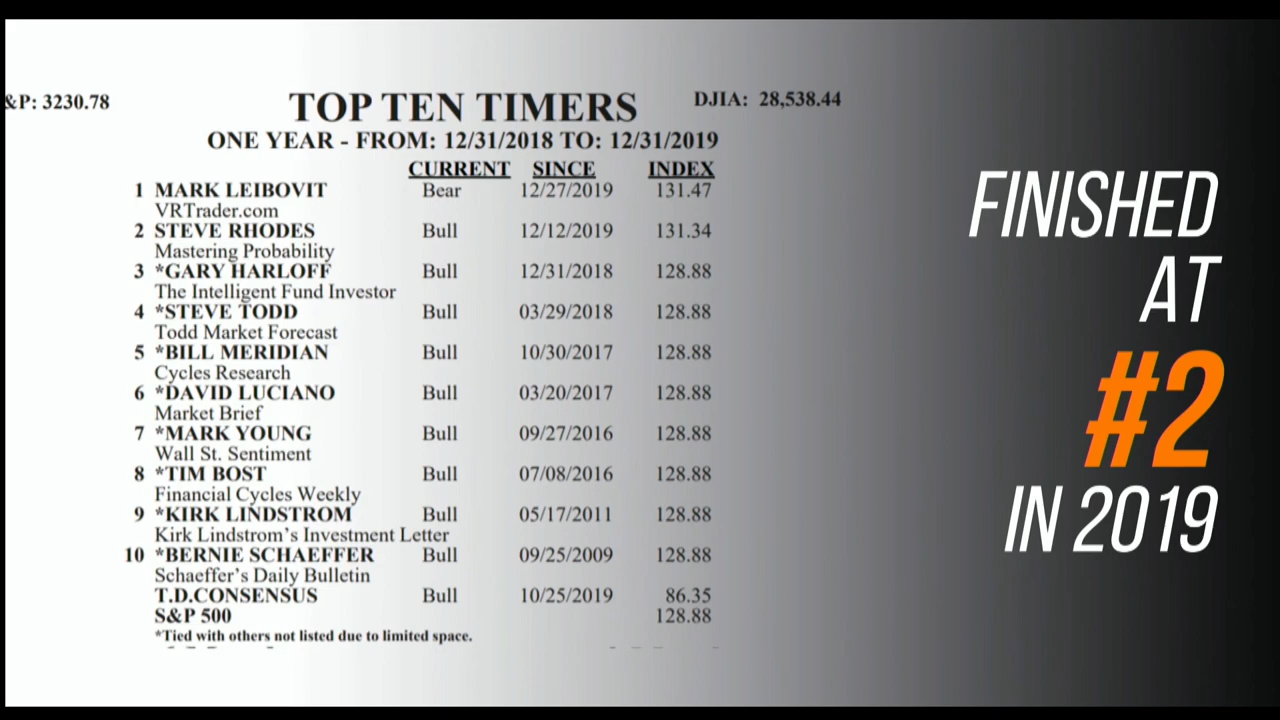 &P: 3230.78
TOP TEN TIMERS
DJIA: 28,538.44
ONE YEAR - FROM: 12/31/2018 TO: 12/31/2019
CURRENT SINCE INDEX
1 MARK LEIBOVIT Bear 12/27/2019 131.47
VRTrader.com
2 STEVE RHODES Bull 12/12/2019 131.34
Mastering Probability
3 *GARY HARLOFF Bull 12/31/2018 128.88
The Intelligent Fund Investor
4 *STEVE TODD Bull 03/29/2018 128.88
Todd Market Forecast
5 *BILL MERIDIAN Bull 10/30/2017 128.88
Cycles Research
6 *DAVID LUCIANO Bull 03/20/2017 128.88
Market Brief
7 *MARK YOUNG Bull 09/27/2016 128.88
Wall St. Sentiment
8 *TIM BOST Bull 07/08/2016 128.88
Financial Cycles Weekly
9 *KIRK LINDSTROM Bull 05/17/2011 128.88
Kirk Lindstrom's Investment Letter
10 *BERNIE SCHAEFFER Bull 09/25/2009 128.88
Schaeffer's Daily Bulletin
T.D.CONSENSUS Bull 10/25/2019 86.35
S&P 500 128.88
*Tied with others not listed due to limited space.
FINISHED
AT
#2
IN 2019